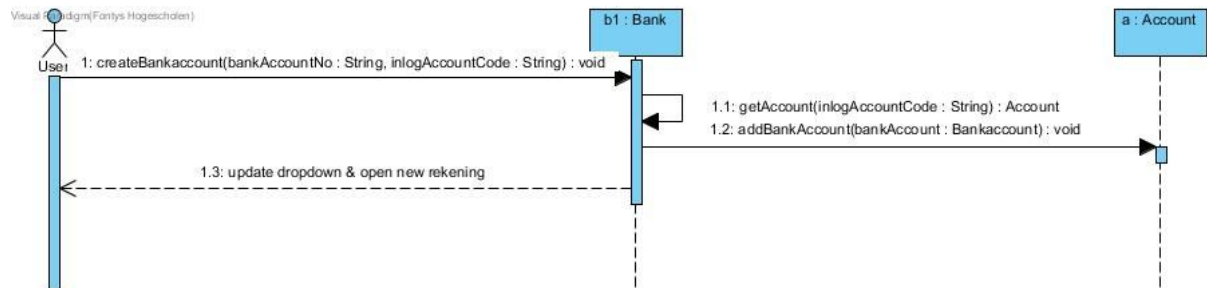 Visual Paradigm(Fontys Hogescholen)
b1 : Bank
a : Account
User
1: createBankaccount(bankAccountNo : String, inlogAccountCode : String) : void
1.1: getAccount(inlogAccountCode : String) : Account
1.2: addBankAccount(bankAccount : Bankaccount) : void
1.3: update dropdown & open new rekening